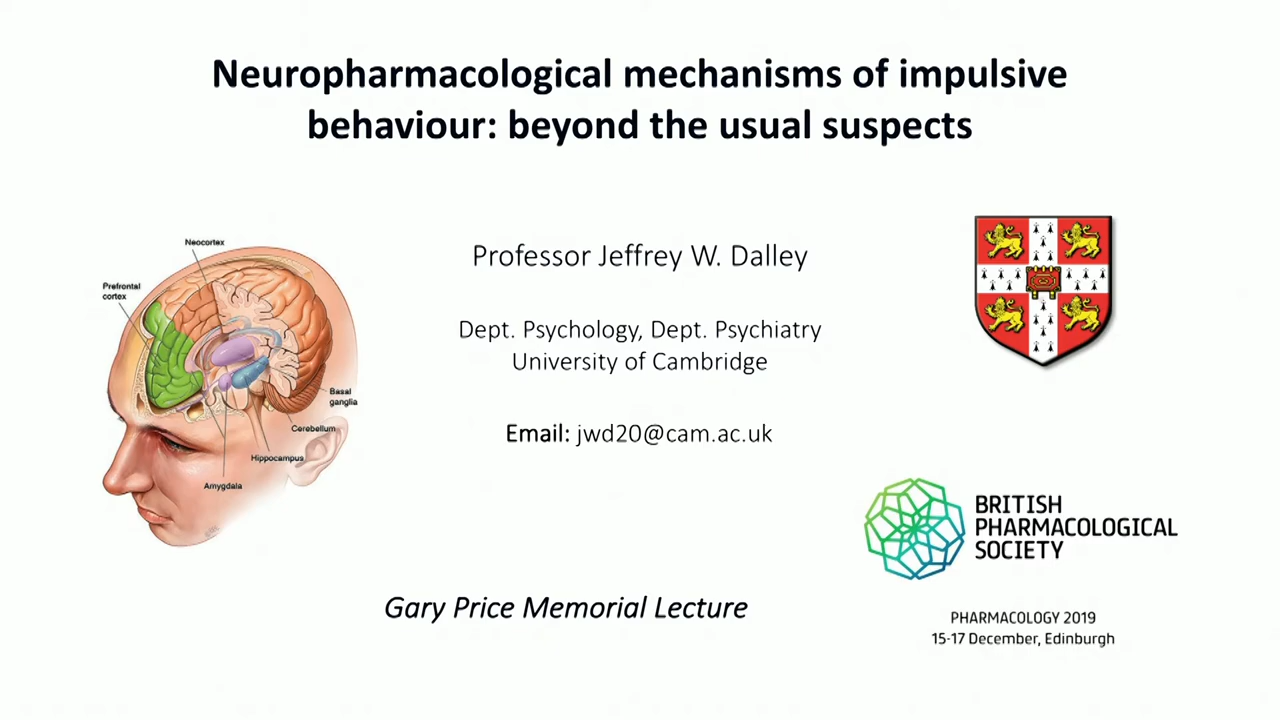 Neuropharmacological mechanisms of impulsive
behaviour: beyond the usual suspects
Neocortex
Prefrontal
cortex
Basal
ganglia
Cerebellum
Hippocampus
Amygdala
Professor Jeffrey W. Dalley
Dept. Psychology, Dept. Psychiatry
University of Cambridge
Email: jwd20@cam.ac.uk
BRITISH
PHARMACOLOGICAL
SOCIETY
Gary Price Memorial Lecture
PHARMACOLOGY 2019
15-17 December, Edinburgh